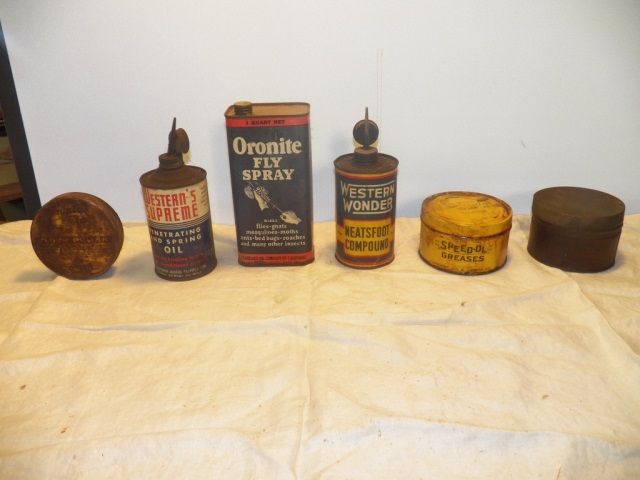 WESTERN'S
SUPREME
PENETRATING
AND SPRING
OIL
1 QUART NET
Oronite
FLY
SPRAY
KILLS
flies-gnats
mosquitoes-moths
ants-bed bugs-roaches
and many other insects
WESTERN
WONDER
NEATSFOOT
COMPOUND
SPEED-OL
GREASES